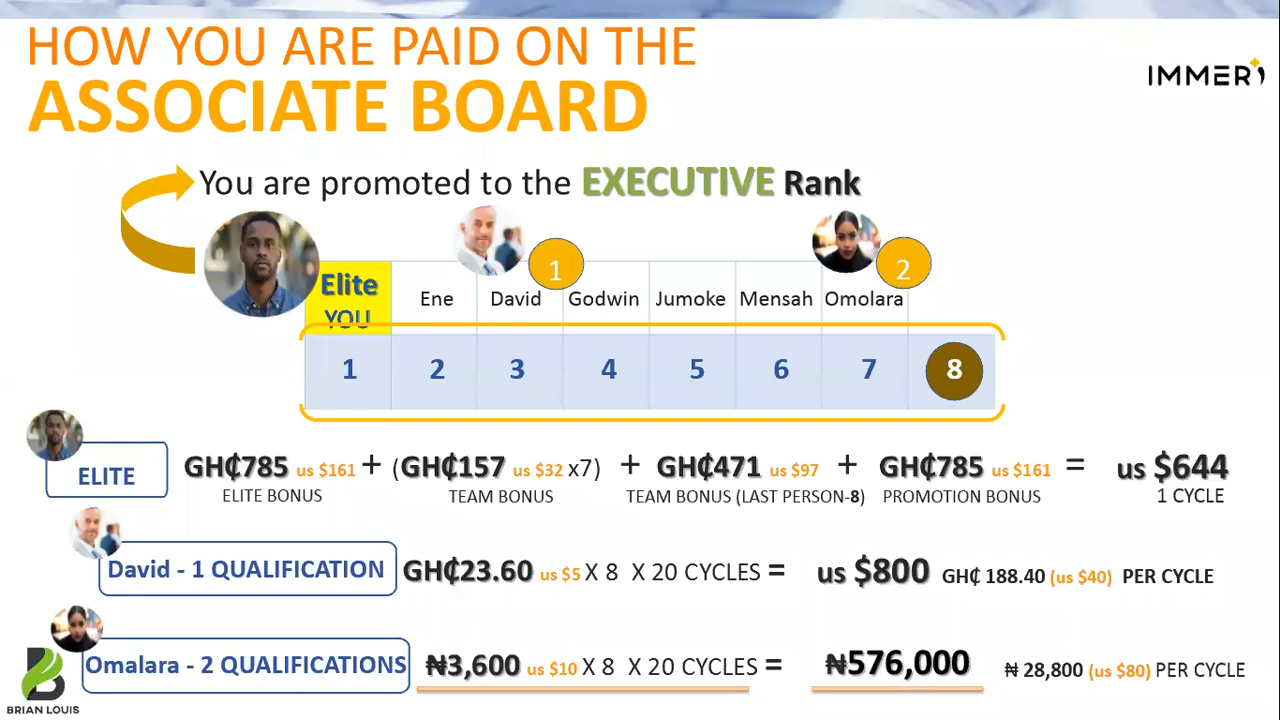 HOW YOU ARE PAID ON THE
ASSOCIATE BOARD
IMMERi
You are promoted to the EXECUTIVE Rank
1
2
Elite
YOU
Ene
David
Godwin
Jumoke
Mensah
Omolara
1 2 3 4 5 6 7 8
ELITE
GH₵785 us $161 + (GH₵157 us $32 x7) + GH₵471 us $97 + GH₵785 us $161 = us $644
ELITE BONUS TEAM BONUS TEAM BONUS (LAST PERSON-8) PROMOTION BONUS 1 CYCLE
David - 1 QUALIFICATION GH₵23.60 us $5 X 8 X 20 CYCLES = us $800 GH₵ 188.40 (us $40) PER CYCLE
Omalara - 2 QUALIFICATIONS ₦3,600 us $10 X 8 X 20 CYCLES = ₦576,000 ₦ 28,800 (us $80) PER CYCLE
BRIAN LOUIS